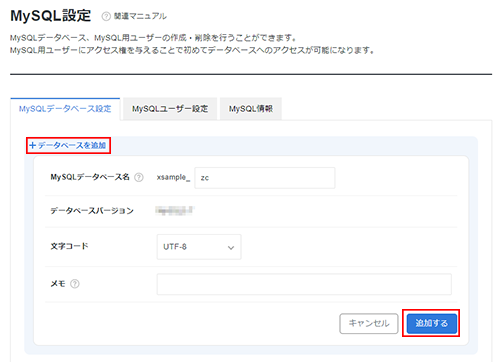 MySQL設定 ? 関連マニュアル
MySQLデータベース、MySQL用ユーザーの作成・削除を行うことができます。
MySQL用ユーザーにアクセス権を与えることで初めてデータベースへのアクセスが可能になります。
MySQLデータベース設定 MySQLユーザー設定 MySQL情報
+データベースを追加
MySQLデータベース名 ? xsample_ zc
データベースバージョン
文字コード UTF-8
メモ ?
キャンセル 追加する